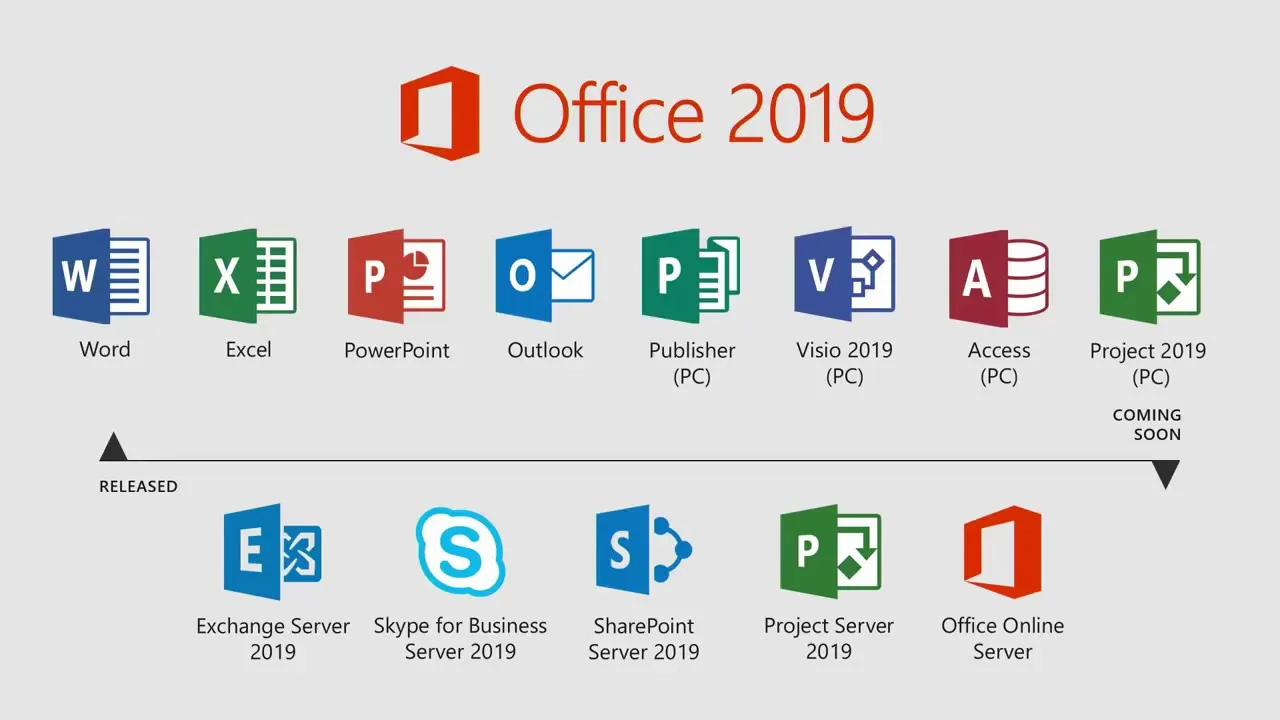 Office 2019
W
X
P
O
P
V
A
P
Word
Excel
PowerPoint
Outlook
Publisher
(PC)
Visio 2019
(PC)
Access
(PC)
Project 2019
(PC)
COMING
SOON
RELEASED
E
S
S
P
Exchange Server
2019
Skype for Business
Server 2019
SharePoint
Server 2019
Project Server
2019
Office Online
Server